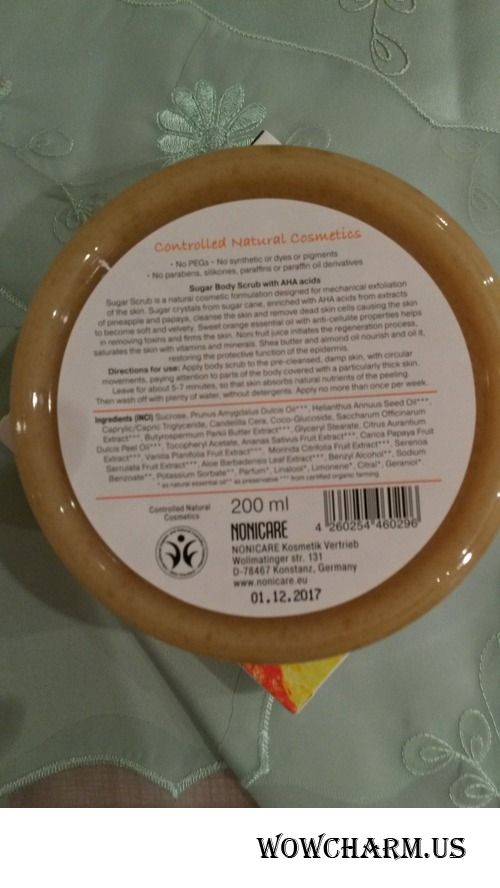 Controlled Natural Cosmetics
- No PEGs - No synthetic or dyes or pigments
- No parabens, silikones, paraffins or paraffin oil derivatives
Sugar Body Scrub with AHA acids
Sugar Scrub is a natural cosmetic formulation designed for mechanical exfoliation
of the skin. Sugar crystals from sugar cane, enriched with AHA acids from extracts
of pineapple and papaya, cleanse the skin and remove dead skin cells causing the skin
to become soft and velvety. Sweet orange essential oil with anti-cellulite properties helps
in removing toxins and firms the skin. Noni fruit juice initiates the regeneration process,
saturates the skin with vitamins and minerals. Shea butter and almond oil nourish and oil it,
restoring the protective function of the epidermis.
Directions for use: Apply body scrub to the pre-cleansed, damp skin, with circular
movements, paying attention to parts of the body covered with a particularly thick skin.
Leave for about 5-7 minutes, so that skin absorbs natural nutrients of the peeling.
Then wash off with plenty of water, without detergents. Apply no more than once per week.
Ingredients (INCI) Sucrose, Prunus Amygdalus Dulcis Oil***, Helianthus Annuus Seed Oil***,
Caprylic/Capric Triglyceride, Candelilla Cera, Coco-Glucoside, Saccharum Officinarum
Extract***, Butyrospermum Parkii Butter Extract***, Glyceryl Stearate, Citrus Aurantium
Dulcis Peel Oil***, Tocopheryl Acetate, Ananas Sativus Fruit Extract***, Carica Papaya Fruit
Extract***, Vanilla Planifolia Fruit Extract***, Morinda Citrifolia Fruit Extract***, Serenoa
Serrulata Fruit Extract***, Aloe Barbadensis Leaf Extract***, Benzyl Alcohol**, Sodium
Benzoate**, Potassium Sorbate**, Parfum*, Linalool*, Limonene*, Citral*, Geraniol*
* as natural essential oil** as preservative *** from certified organic farming
Controlled Natural
Cosmetics
200 ml
4 260254 460296
NONICARE
NONICARE Kosmetik Vertrieb
Wollmatinger str. 131
D-78467 Konstanz, Germany
www.nonicare.eu
01.12.2017
WOWCHARM.US